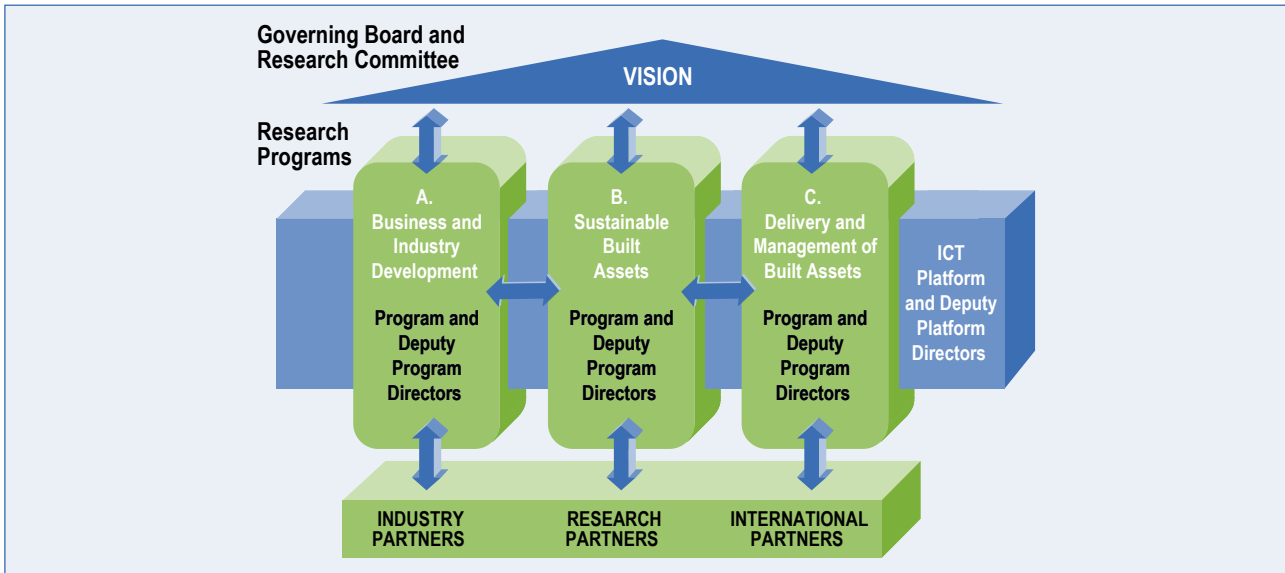 Governing Board and
Research Committee
VISION
Research
Programs
A.
Business and
Industry
Development
Program and
Deputy
Program
Directors
B.
Sustainable
Built
Assets
Program and
Deputy
Program
Directors
C.
Delivery and
Management of
Built Assets
Program and
Deputy
Program
Directors
ICT
Platform
and Deputy
Platform
Directors
INDUSTRY
PARTNERS
RESEARCH
PARTNERS
INTERNATIONAL
PARTNERS